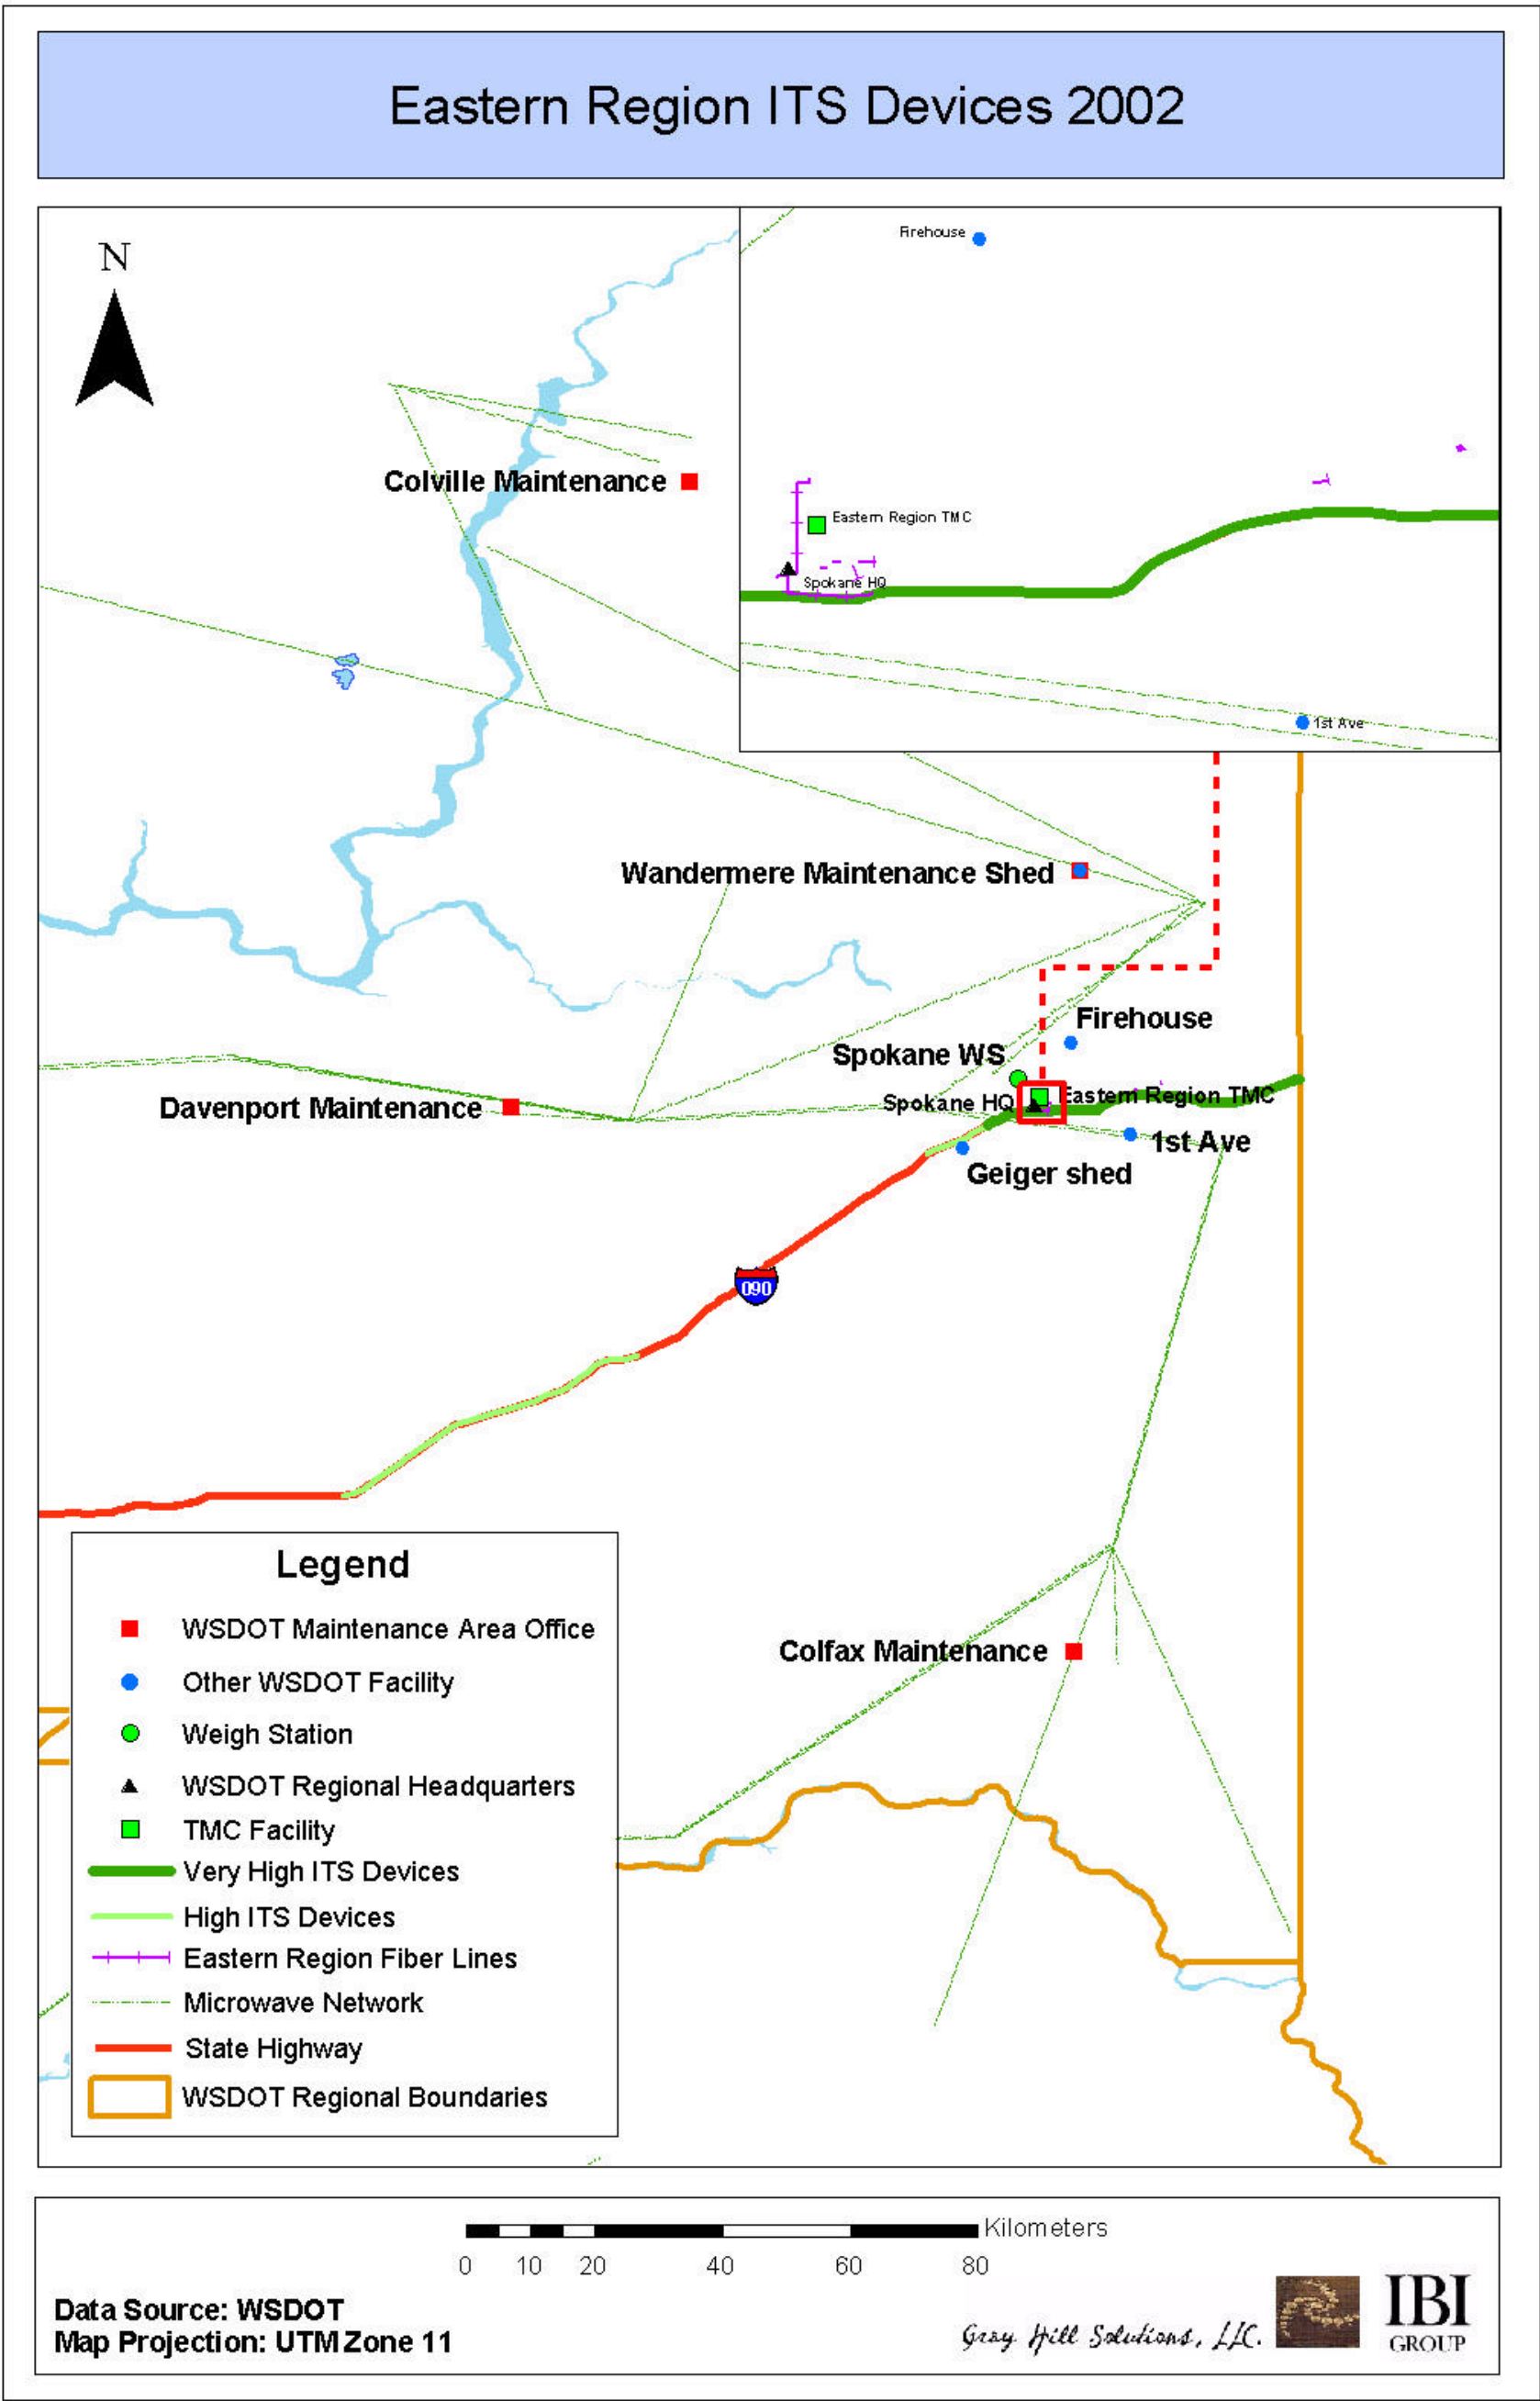 Eastern Region ITS Devices 2002
N
Firehouse
Eastern Region TMC
Spokane HQ
1st Ave
Colville Maintenance
Wandermere Maintenance Shed
Firehouse
Spokane WS
Spokane HQ
Eastern Region TMC
Davenport Maintenance
1st Ave
Geiger shed
090
Colfax Maintenance
Legend
WSDOT Maintenance Area Office
Other WSDOT Facility
Weigh Station
WSDOT Regional Headquarters
TMC Facility
Very High ITS Devices
High ITS Devices
Eastern Region Fiber Lines
Microwave Network
State Highway
WSDOT Regional Boundaries
Kilometers
0 10 20 40 60 80
Data Source: WSDOT
Map Projection: UTM Zone 11
Gray Hill Solutions, LLC.
IBI
GROUP